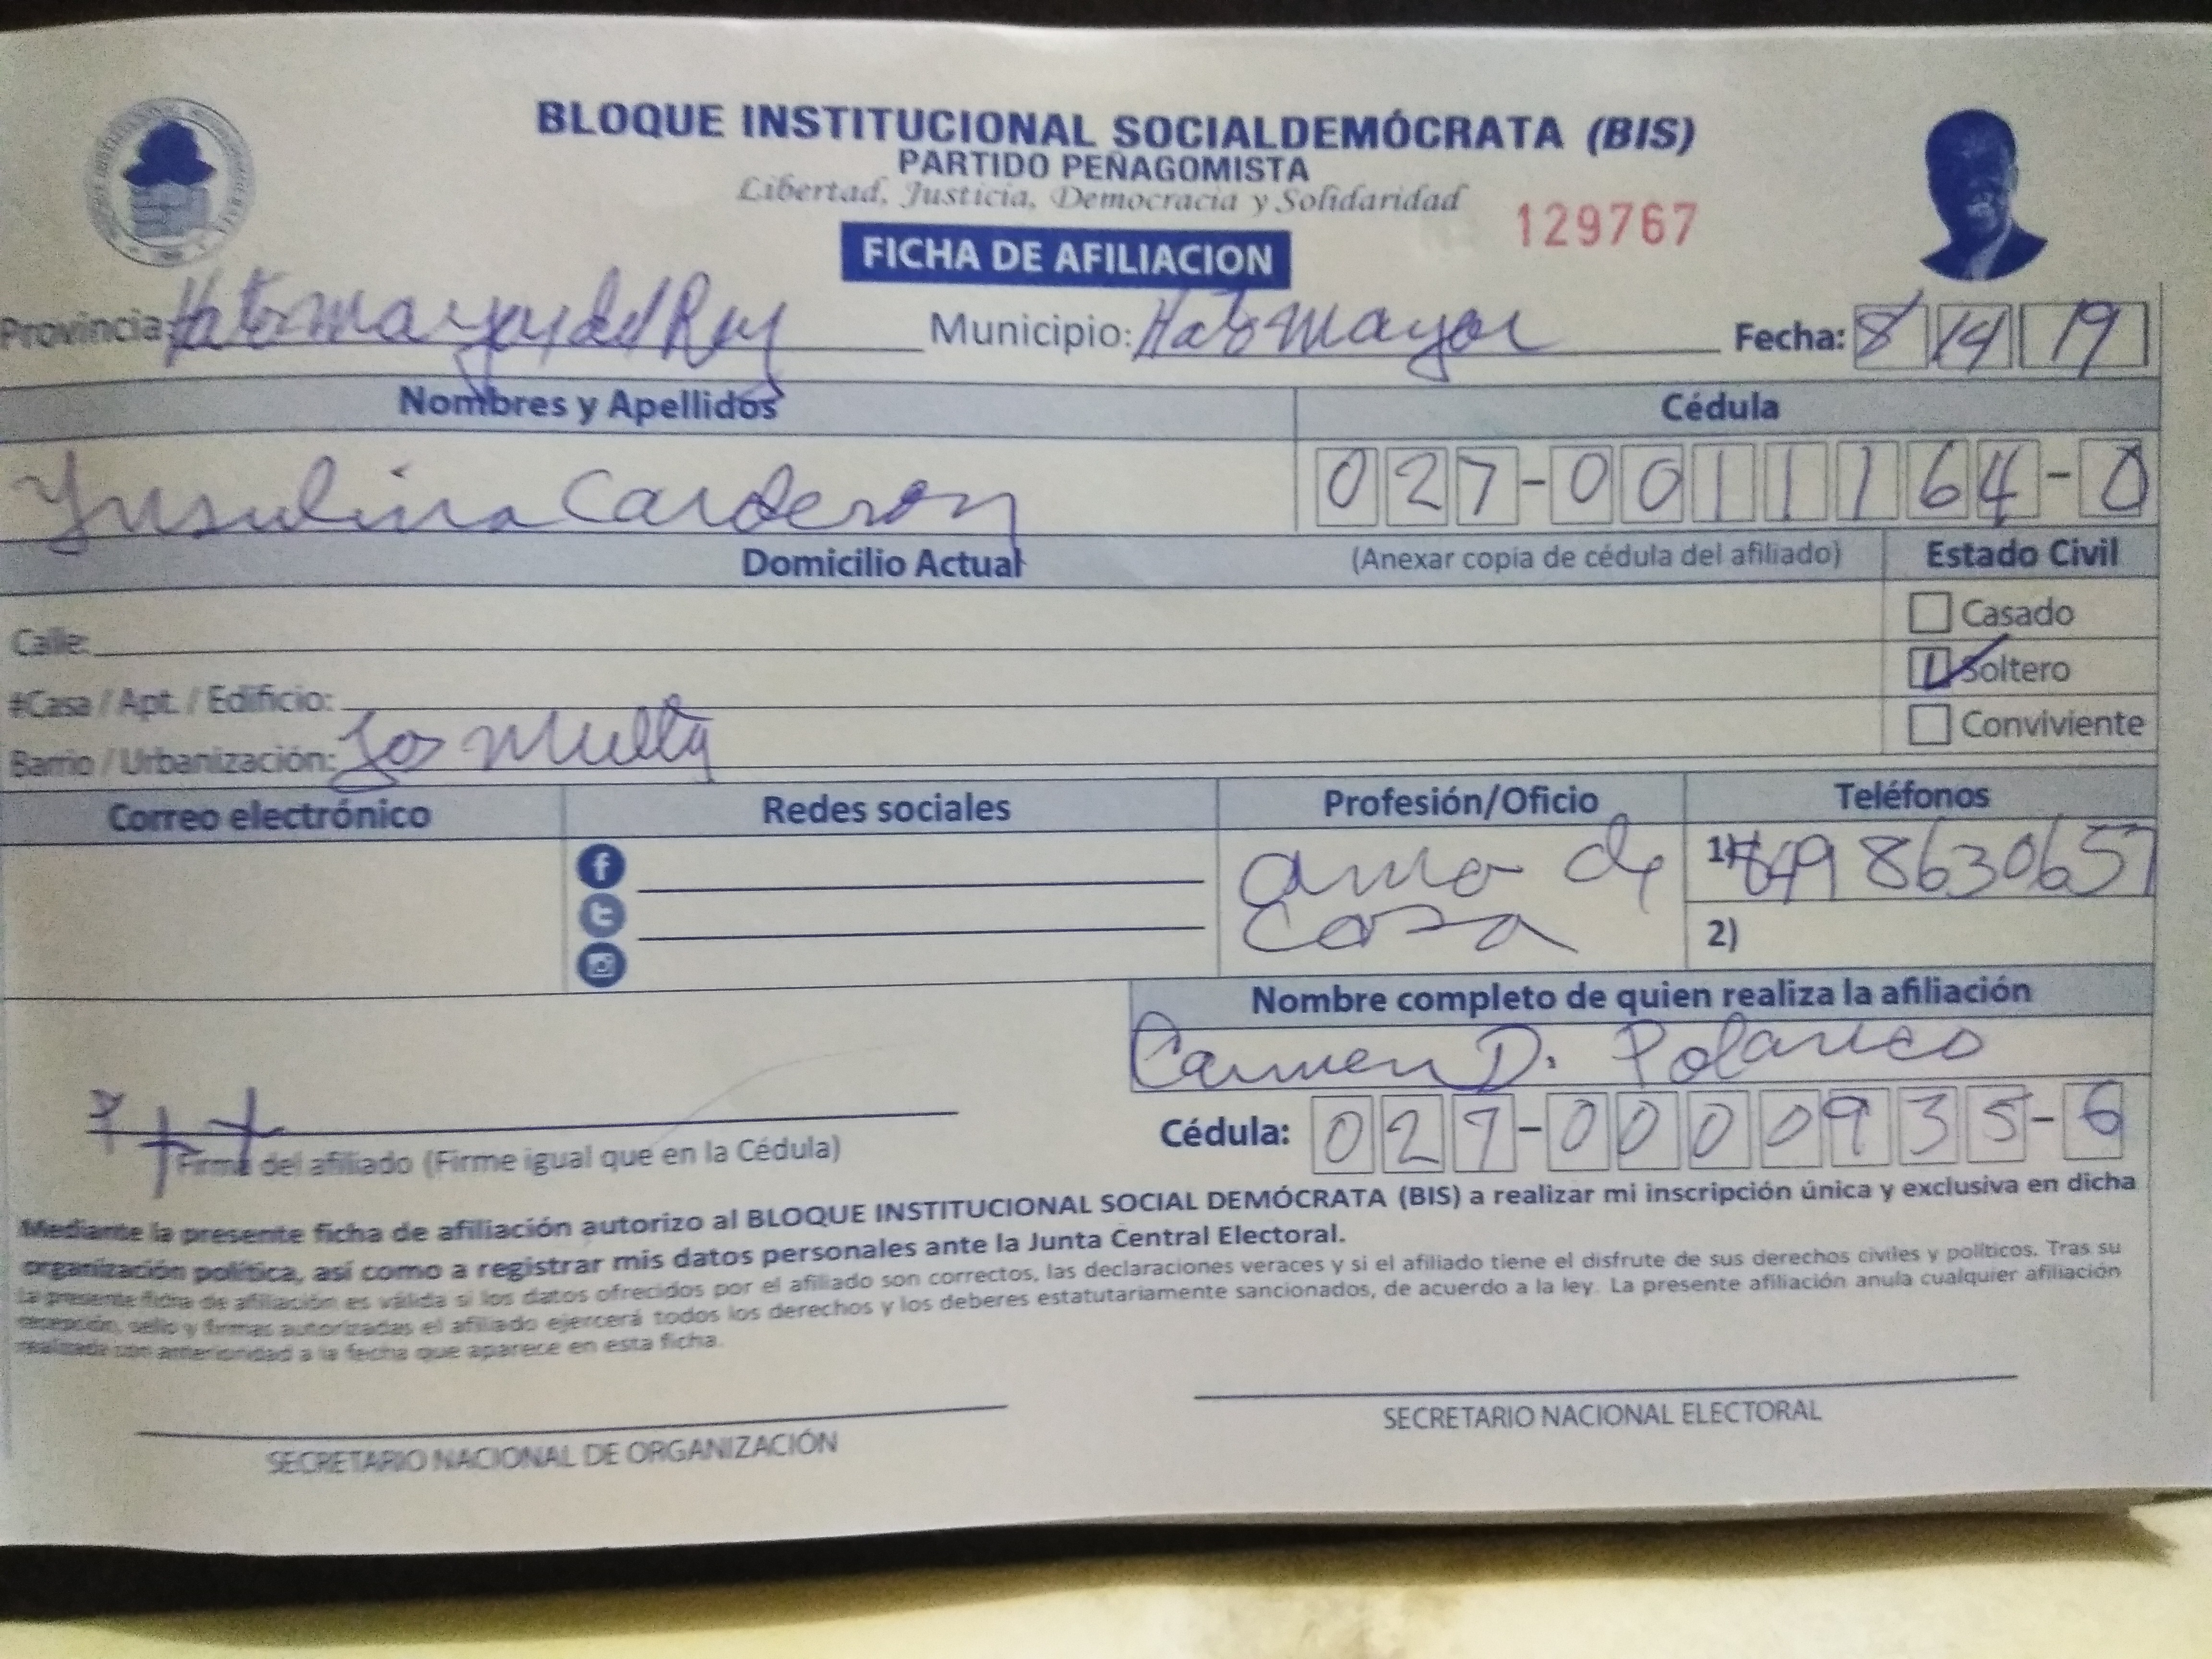 BLOQUE INSTITUCIONAL SOCIALDEMÓCRATA (BIS)
PARTIDO PEÑAGOMISTA
Libertad, Justicia, Democracia y Solidaridad
129767
FICHA DE AFILIACION
Provincia: Hato mayor del Rey Municipio: Hato mayor Fecha: 8 14 19
Nombres y Apellidos Cédula
Yusulina Calderon 027-0011164-0
Domicilio Actual (Anexar copia de cédula del afiliado) Estado Civil
Casado
Calle:
Soltero
#Casa / Apt. / Edificio:
Conviviente
Barrio / Urbanización: Los
Correo electrónico Redes sociales Profesión/Oficio Teléfonos
ama de 1) 849 8630657
casa 2)
Nombre completo de quien realiza la afiliación
Carmen D. Polanco
Cédula: 027-0000935-6
Firma del afiliado (Firme igual que en la Cédula)
Mediante la presente ficha de afiliación autorizo al BLOQUE INSTITUCIONAL SOCIAL DEMÓCRATA (BIS) a realizar mi inscripción única y exclusiva en dicha
organización política, así como a registrar mis datos personales ante la Junta Central Electoral.
La presente ficha de afiliación es válida si los datos ofrecidos por el afiliado son correctos, las declaraciones veraces y si el afiliado tiene el disfrute de sus derechos civiles y políticos. Tras su
recepción, sello y firmas autorizadas el afiliado ejercerá todos los derechos y los deberes estatutariamente sancionados, de acuerdo a la ley. La presente afiliación anula cualquier afiliación
realizada con anterioridad a la fecha que aparece en esta ficha.
SECRETARIO NACIONAL DE ORGANIZACIÓN SECRETARIO NACIONAL ELECTORAL